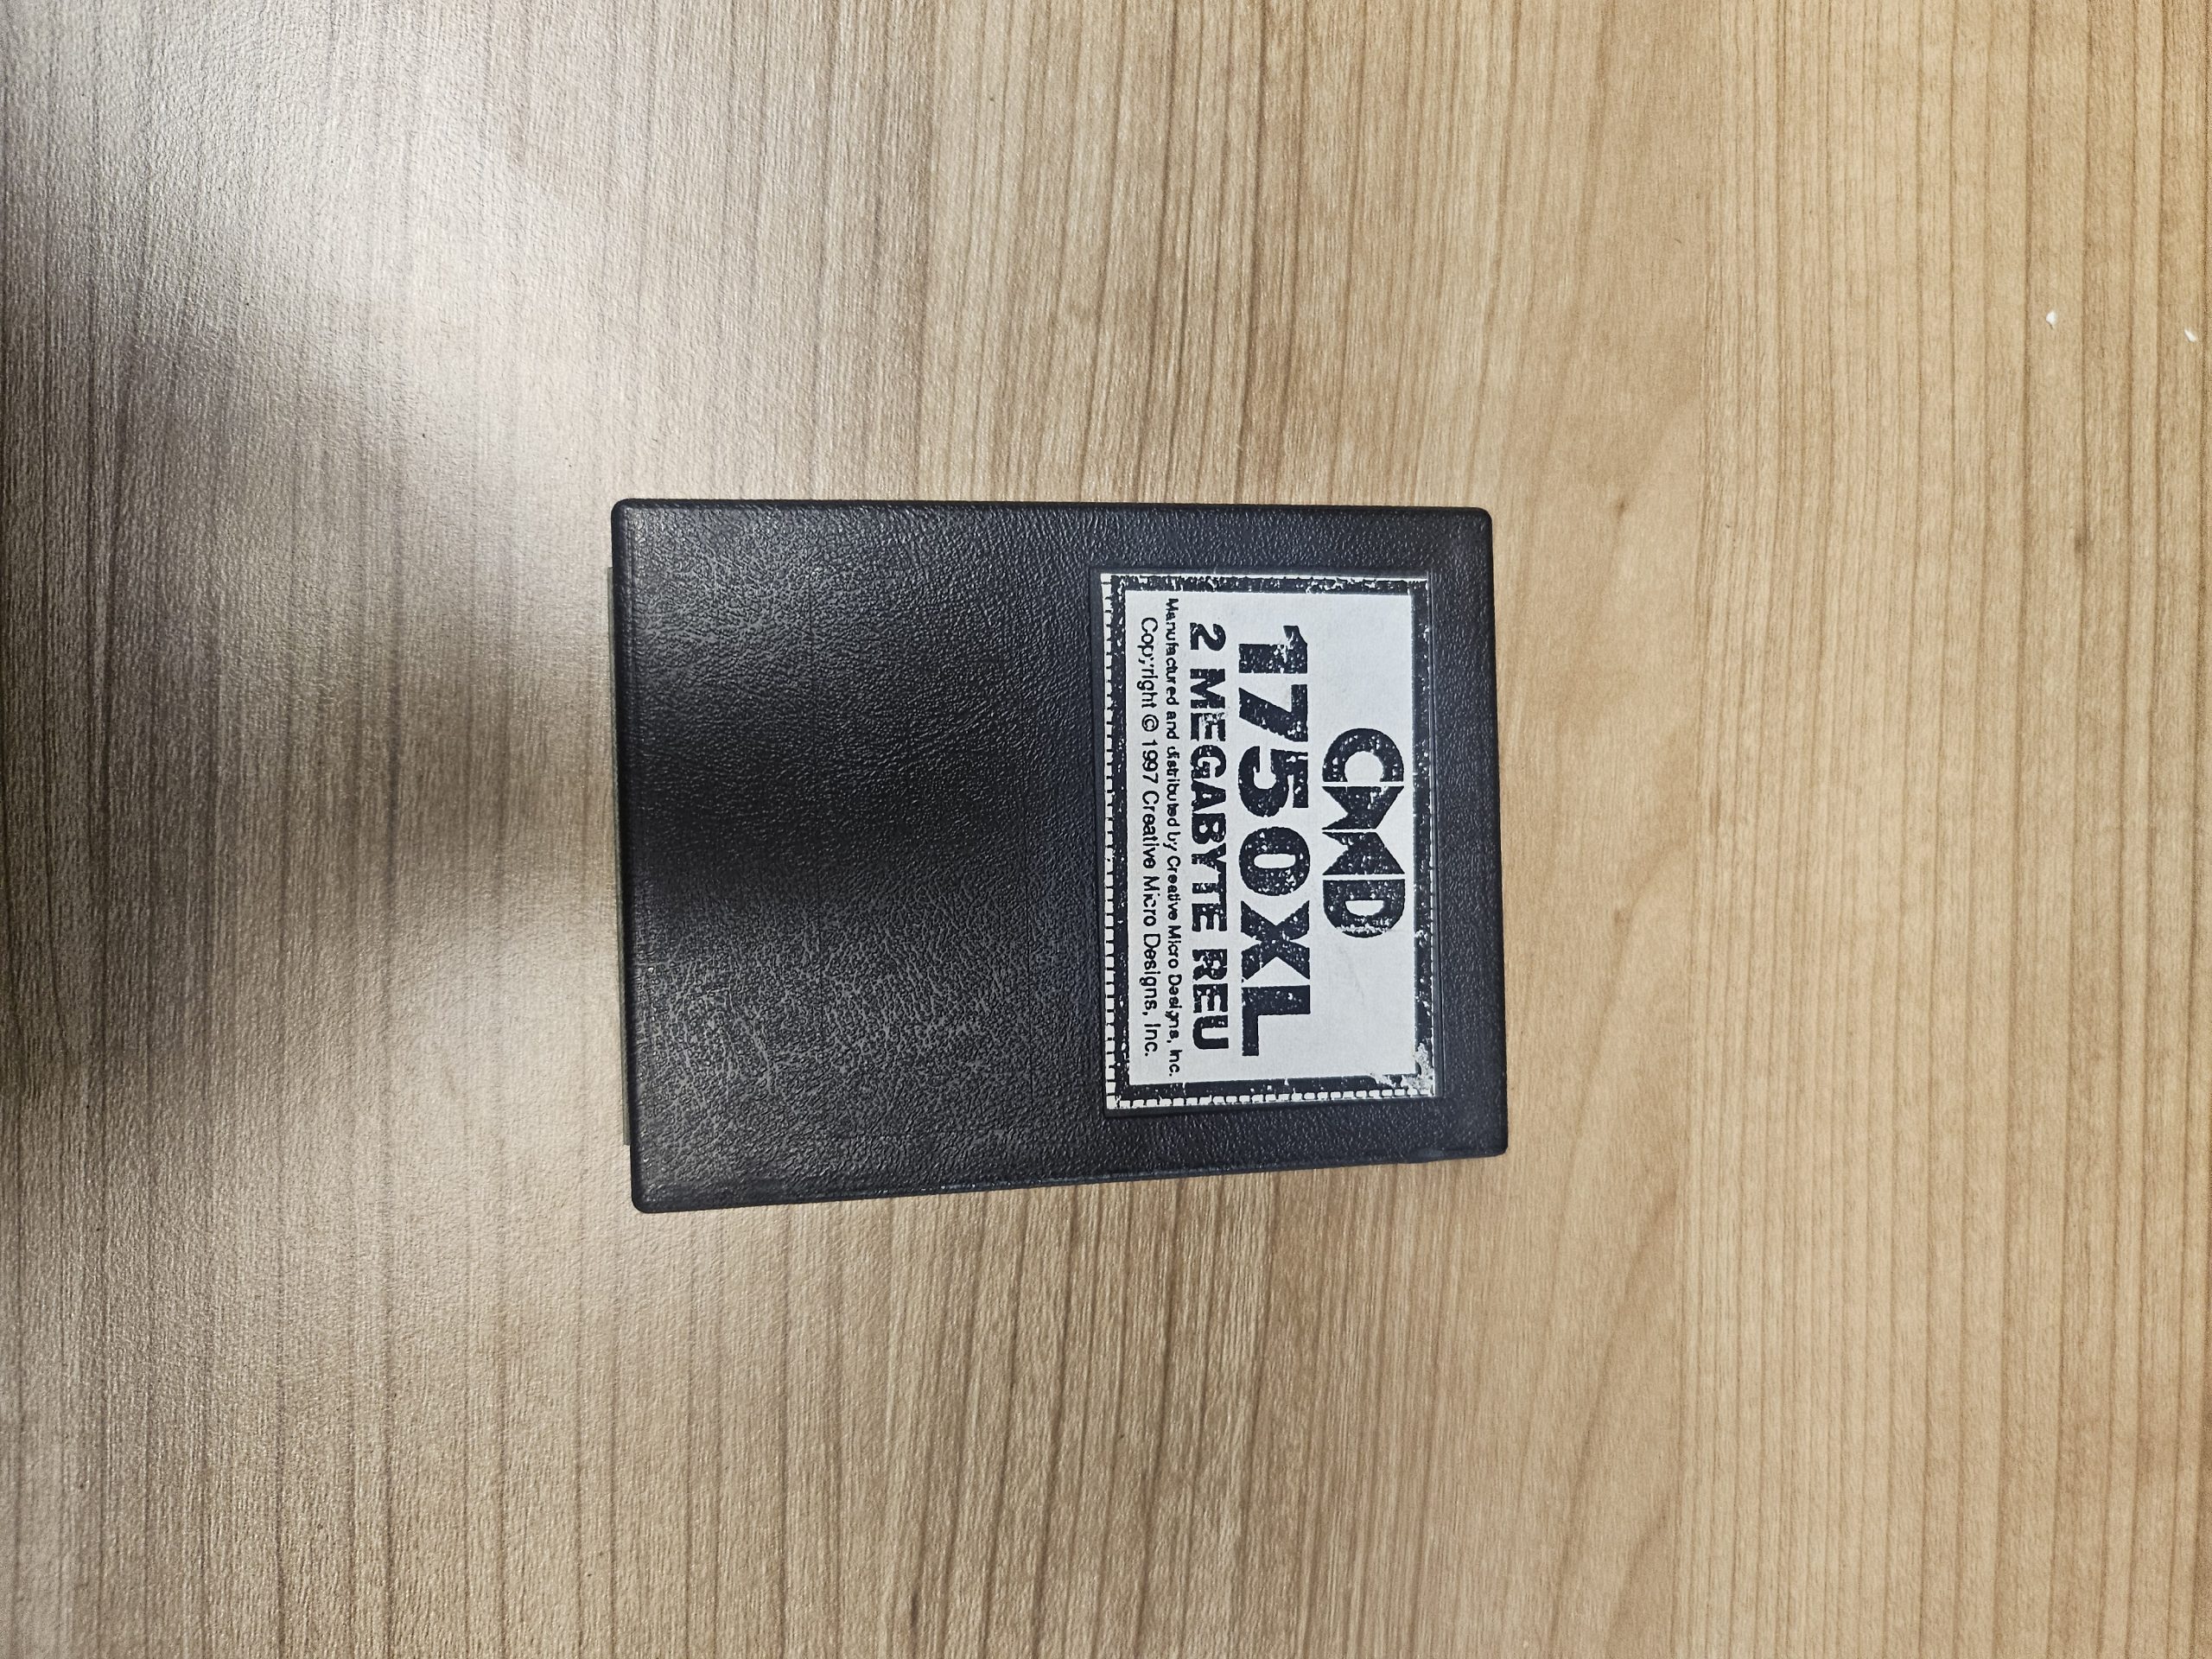 CMD
1750XL
2 MEGABYTE REU
Manufactured and distributed by Creative Micro Designs, Inc.
Copyright © 1997 Creative Micro Designs, Inc.